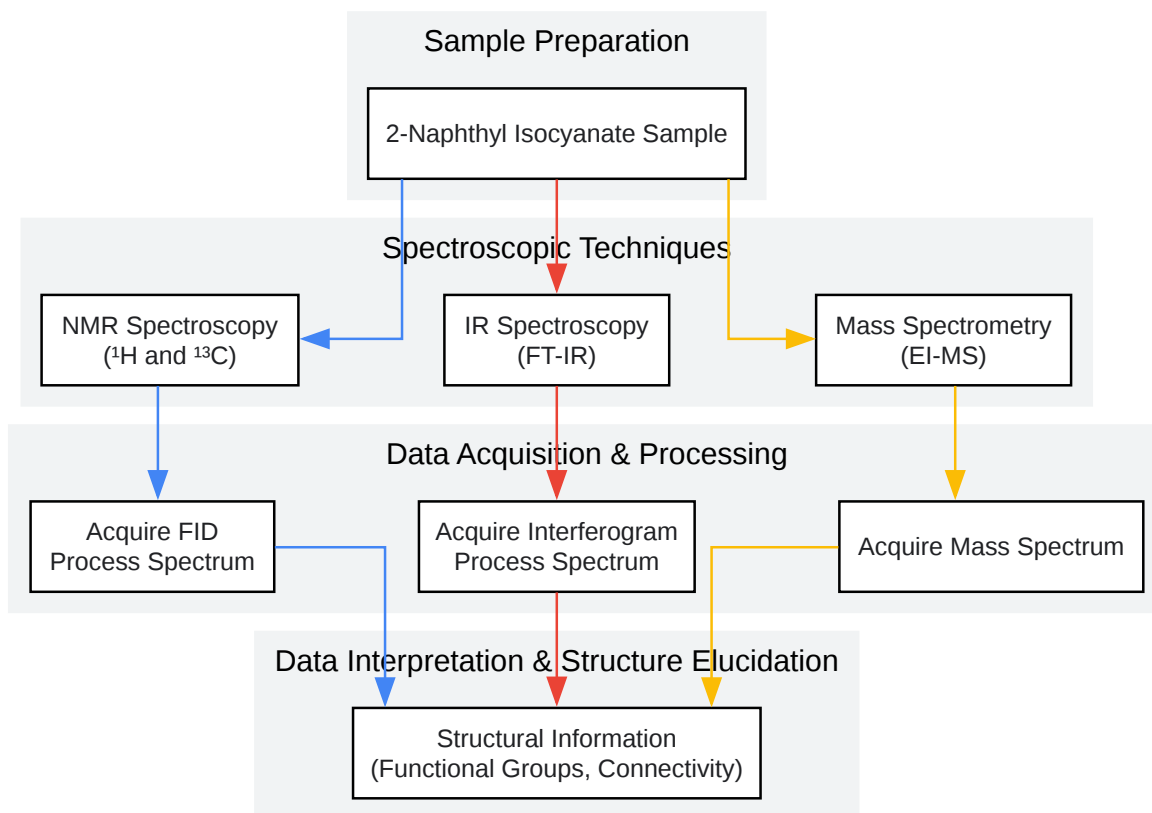 Sample Preparation
2-Naphthyl Isocyanate Sample
Spectroscopic Techniques
NMR Spectroscopy
(¹H and ¹³C)
IR Spectroscopy
(FT-IR)
Mass Spectrometry
(EI-MS)
Data Acquisition & Processing
Acquire FID
Process Spectrum
Acquire Interferogram
Process Spectrum
Acquire Mass Spectrum
Data Interpretation & Structure Elucidation
Structural Information
(Functional Groups, Connectivity)